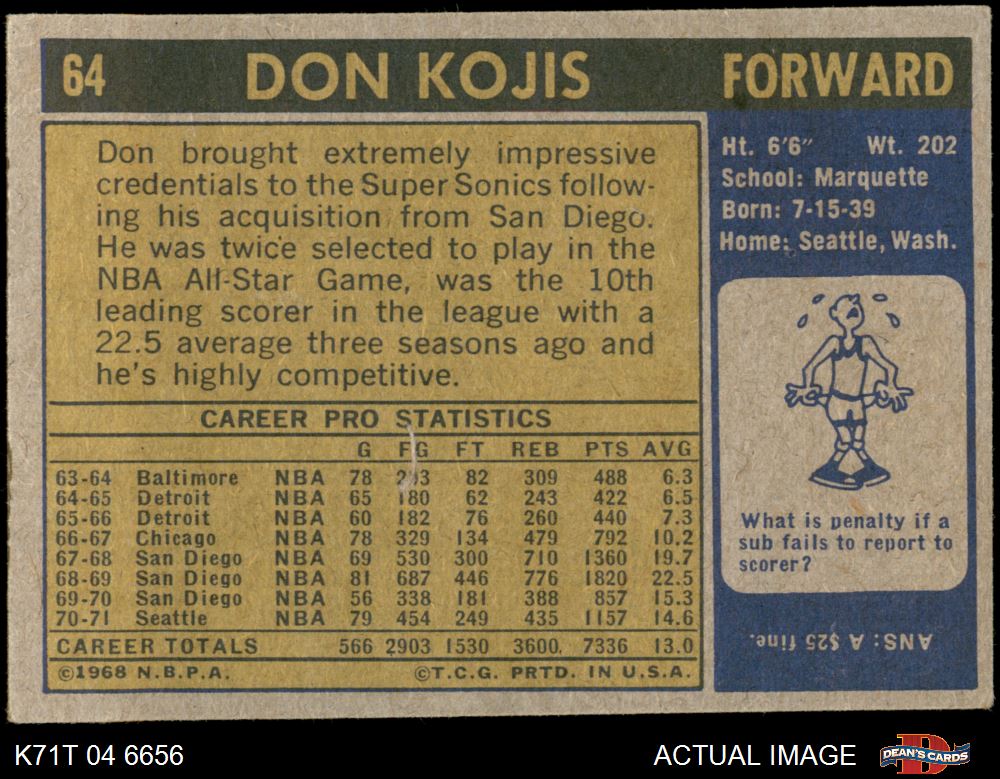 64 DON KOJIS FORWARD
Don brought extremely impressive
credentials to the Super Sonics follow-
ing his acquisition from San Diego.
He was twice selected to play in the
NBA All-Star Game, was the 10th
leading scorer in the league with a
22.5 average three seasons ago and
he's highly competitive.
Ht. 6'6" Wt. 202
School: Marquette
Born: 7-15-39
Home: Seattle, Wash.
What is penalty if a
sub fails to report to
scorer?
ANS: A $25 fine.
CAREER PRO STATISTICS
G FG FT REB PTS AVG
63-64 Baltimore NBA 78 203 82 309 488 6.3
64-65 Detroit NBA 65 180 62 243 422 6.5
65-66 Detroit NBA 60 182 76 260 440 7.3
66-67 Chicago NBA 78 329 134 479 792 10.2
67-68 San Diego NBA 69 530 300 710 1360 19.7
68-69 San Diego NBA 81 687 446 776 1820 22.5
69-70 San Diego NBA 56 338 181 388 857 15.3
70-71 Seattle NBA 79 454 249 435 1157 14.6
CAREER TOTALS 566 2903 1530 3600 7336 13.0
©1968 N.B.P.A. ©T.C.G. PRTD. IN U.S.A.
K71T 04 6656 ACTUAL IMAGE DEAN'S CARDS